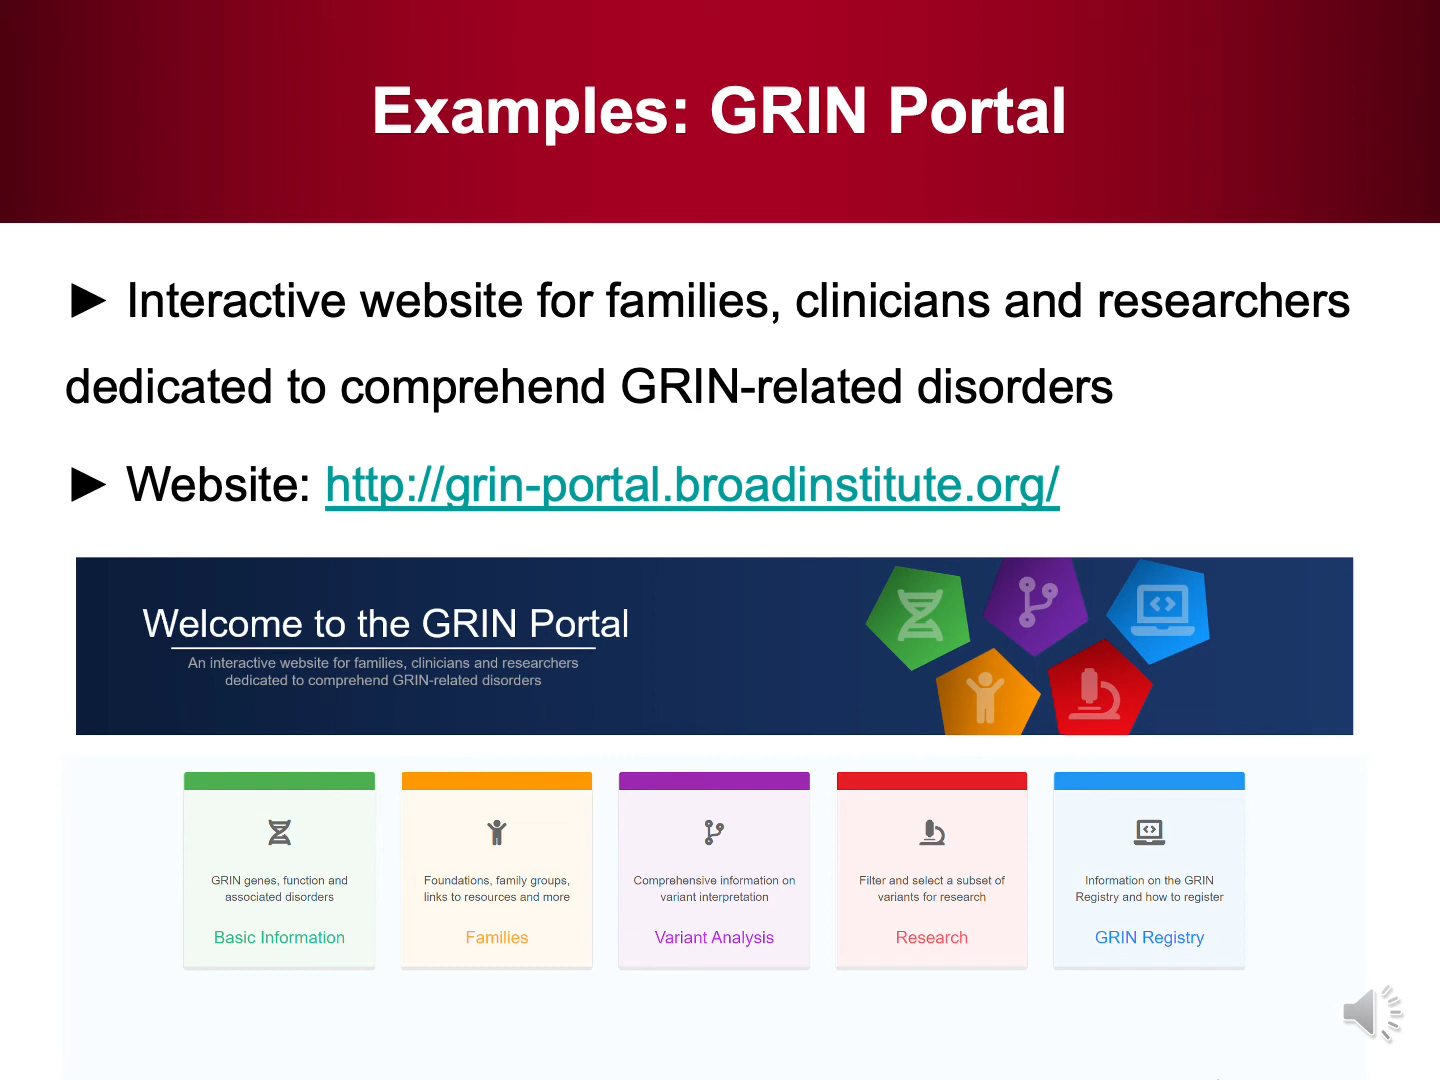 Examples: GRIN Portal
► Interactive website for families, clinicians and researchers
dedicated to comprehend GRIN-related disorders
► Website: http://grin-portal.broadinstitute.org/
Welcome to the GRIN Portal
An interactive website for families, clinicians and researchers
dedicated to comprehend GRIN-related disorders
GRIN genes, function and
associated disorders
Basic Information
Foundations, family groups,
links to resources and more
Families
Comprehensive information on
variant interpretation
Variant Analysis
Filter and select a subset of
variants for research
Research
Information on the GRIN
Registry and how to register
GRIN Registry